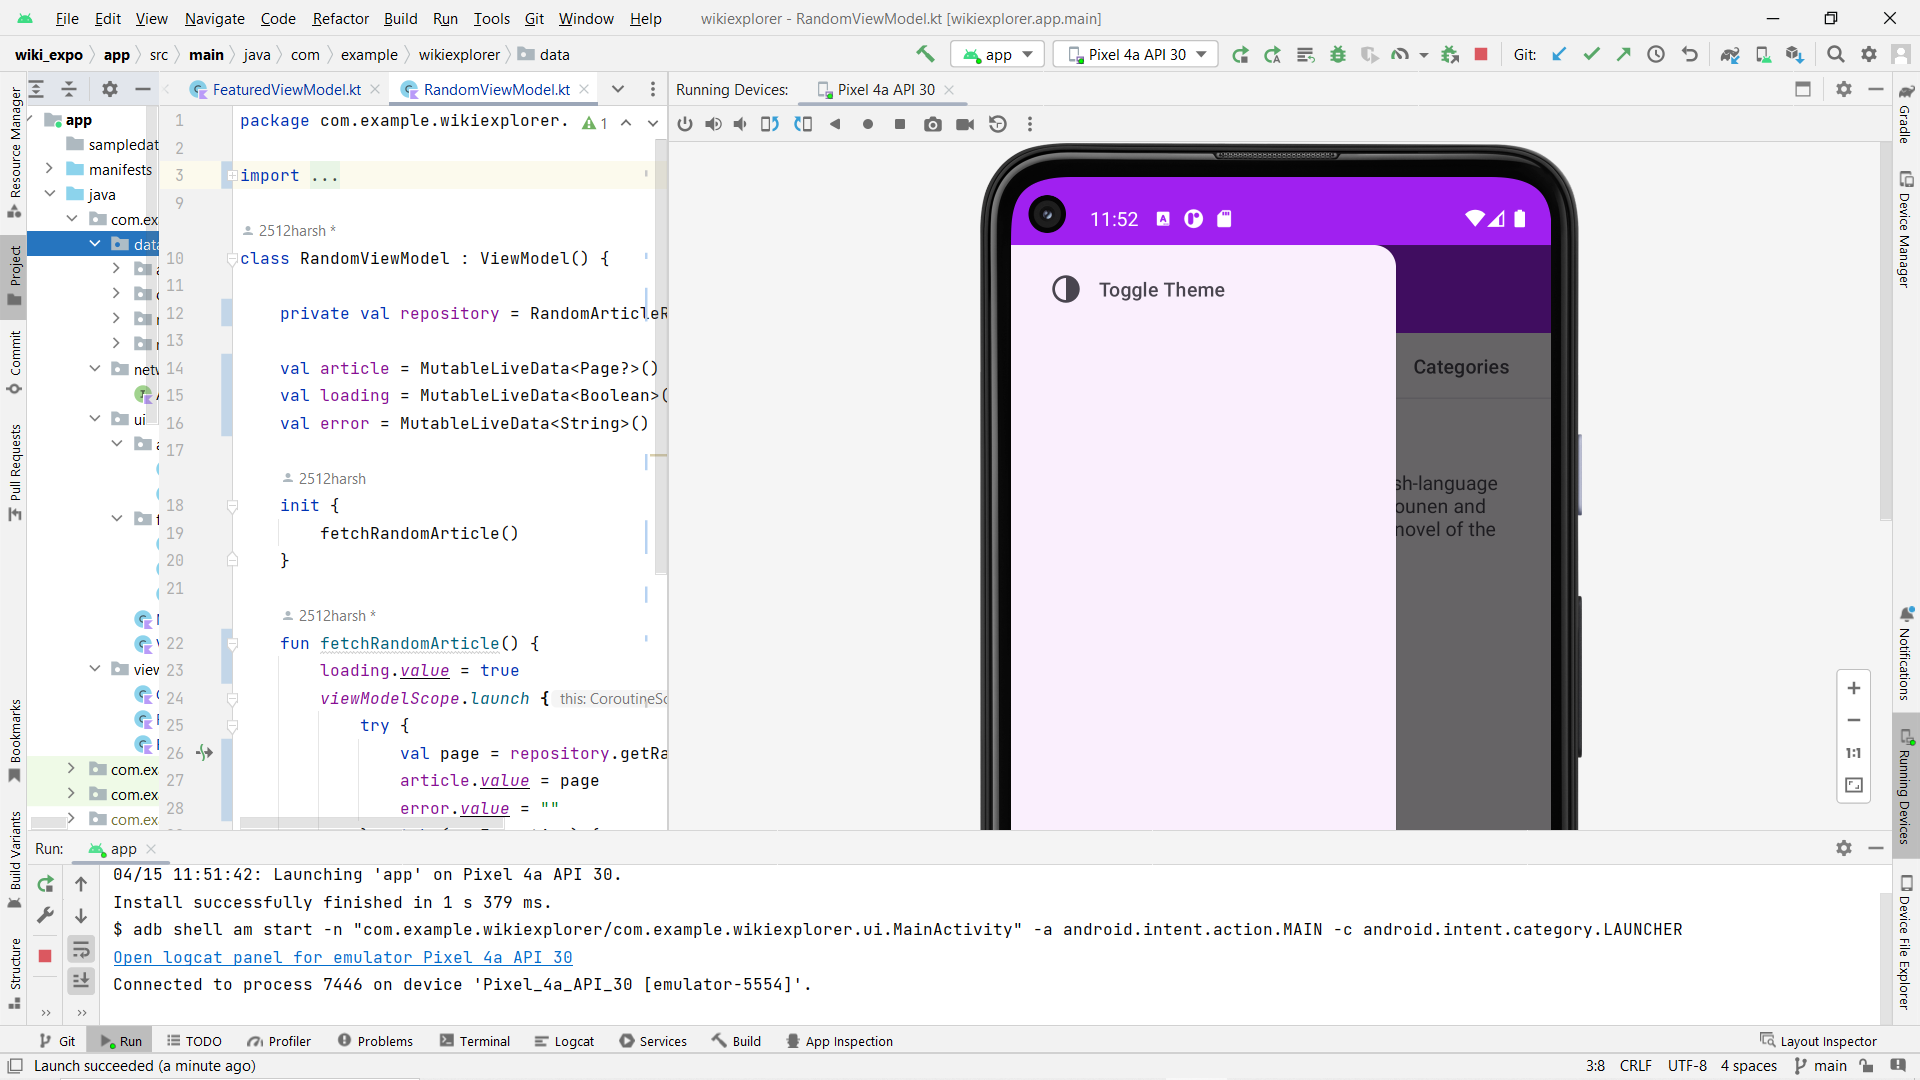 File Edit View Navigate Code Refactor Build Run Tools Git Window Help wikiexplorer - RandomViewModel.kt [wikiexplorer.app.main]
wiki_expo app src main java com example wikiexplorer data app Pixel 4a API 30 Git:
FeaturedViewModel.kt RandomViewModel.kt Running Devices: Pixel 4a API 30
Resource Manager
Project
Commit
Pull Requests
Bookmarks
Build Variants
Structure
app
sampledat
manifests
java
com.ex
data
netw
ui
view
com.ex
com.ex
com.ex
1 package com.example.wikiexplorer. 1
2
3 import ...
9
2512harsh *
10 class RandomViewModel : ViewModel() {
11
12 private val repository = RandomArticleR
13
14 val article = MutableLiveData<Page?>()
15 val loading = MutableLiveData<Boolean>(
16 val error = MutableLiveData<String>()
17
2512harsh
18 init {
19 fetchRandomArticle()
20 }
21
2512harsh *
22 fun fetchRandomArticle() {
23 loading.value = true
24 viewModelScope.launch { this: CoroutineSc
25 try {
26 val page = repository.getRa
27 article.value = page
28 error.value = ""
11:52
Toggle Theme
Categories
sh-language
ounen and
novel of the
1:1
Gradle
Device Manager
Notifications
Running Devices
Device File Explorer
Run: app
04/15 11:51:42: Launching 'app' on Pixel 4a API 30.
Install successfully finished in 1 s 379 ms.
$ adb shell am start -n "com.example.wikiexplorer/com.example.wikiexplorer.ui.MainActivity" -a android.intent.action.MAIN -c android.intent.category.LAUNCHER
Open logcat panel for emulator Pixel 4a API 30
Connected to process 7446 on device 'Pixel_4a_API_30 [emulator-5554]'.
Git Run TODO Profiler Problems Terminal Logcat Services Build App Inspection Layout Inspector
Launch succeeded (a minute ago) 3:8 CRLF UTF-8 4 spaces main